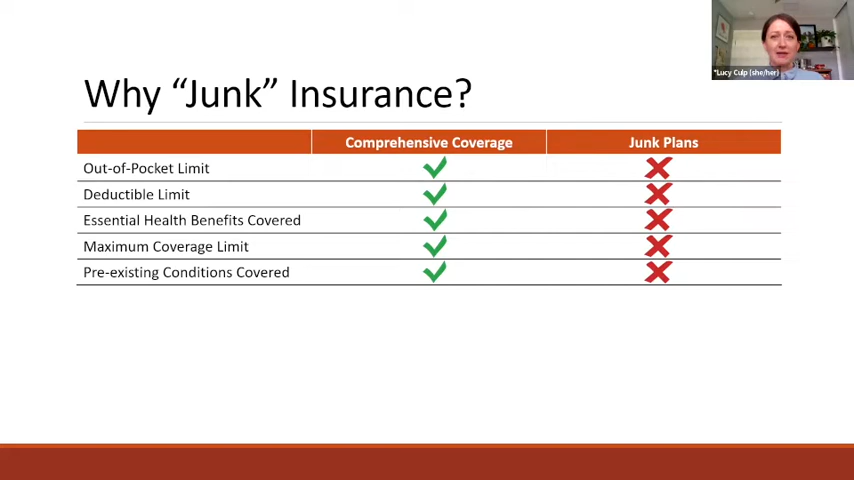 *Lucy Culp (she/her)
Why “Junk” Insurance?
Comprehensive Coverage Junk Plans
Out-of-Pocket Limit
Deductible Limit
Essential Health Benefits Covered
Maximum Coverage Limit
Pre-existing Conditions Covered